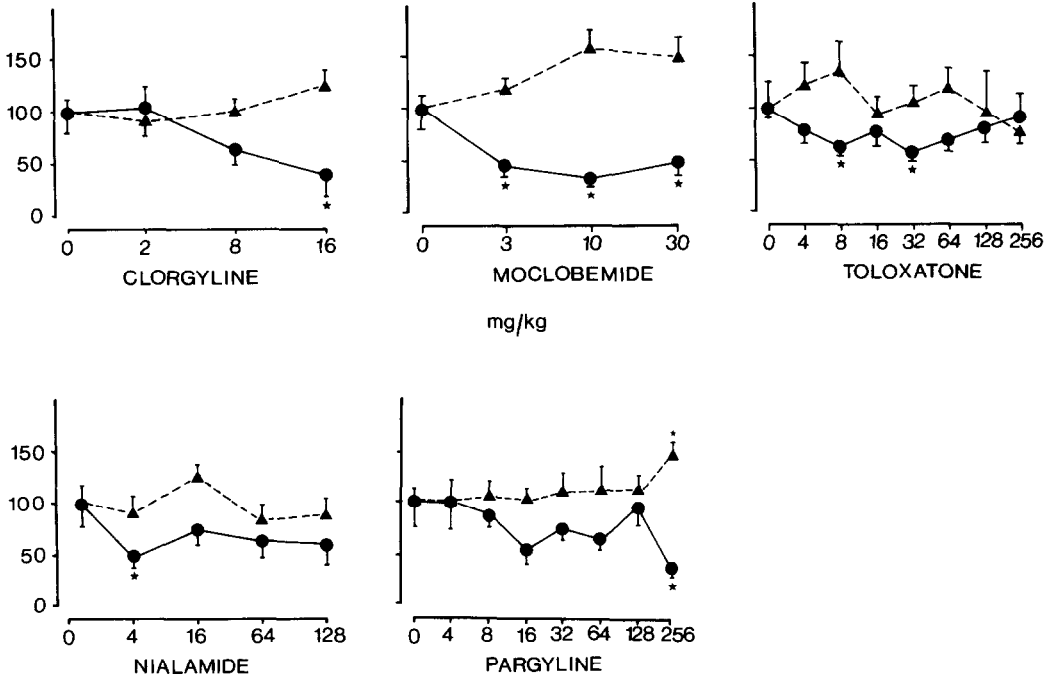 150
100
50
0
0 2 8 16
CLORGYLINE
0 3 10 30
MOCLOBEMIDE
0 4 8 16 32 64 128 256
TOLOXATONE
mg/kg
150
100
50
0
0 4 16 64 128
NIALAMIDE
0 4 8 16 32 64 128 256
PARGYLINE